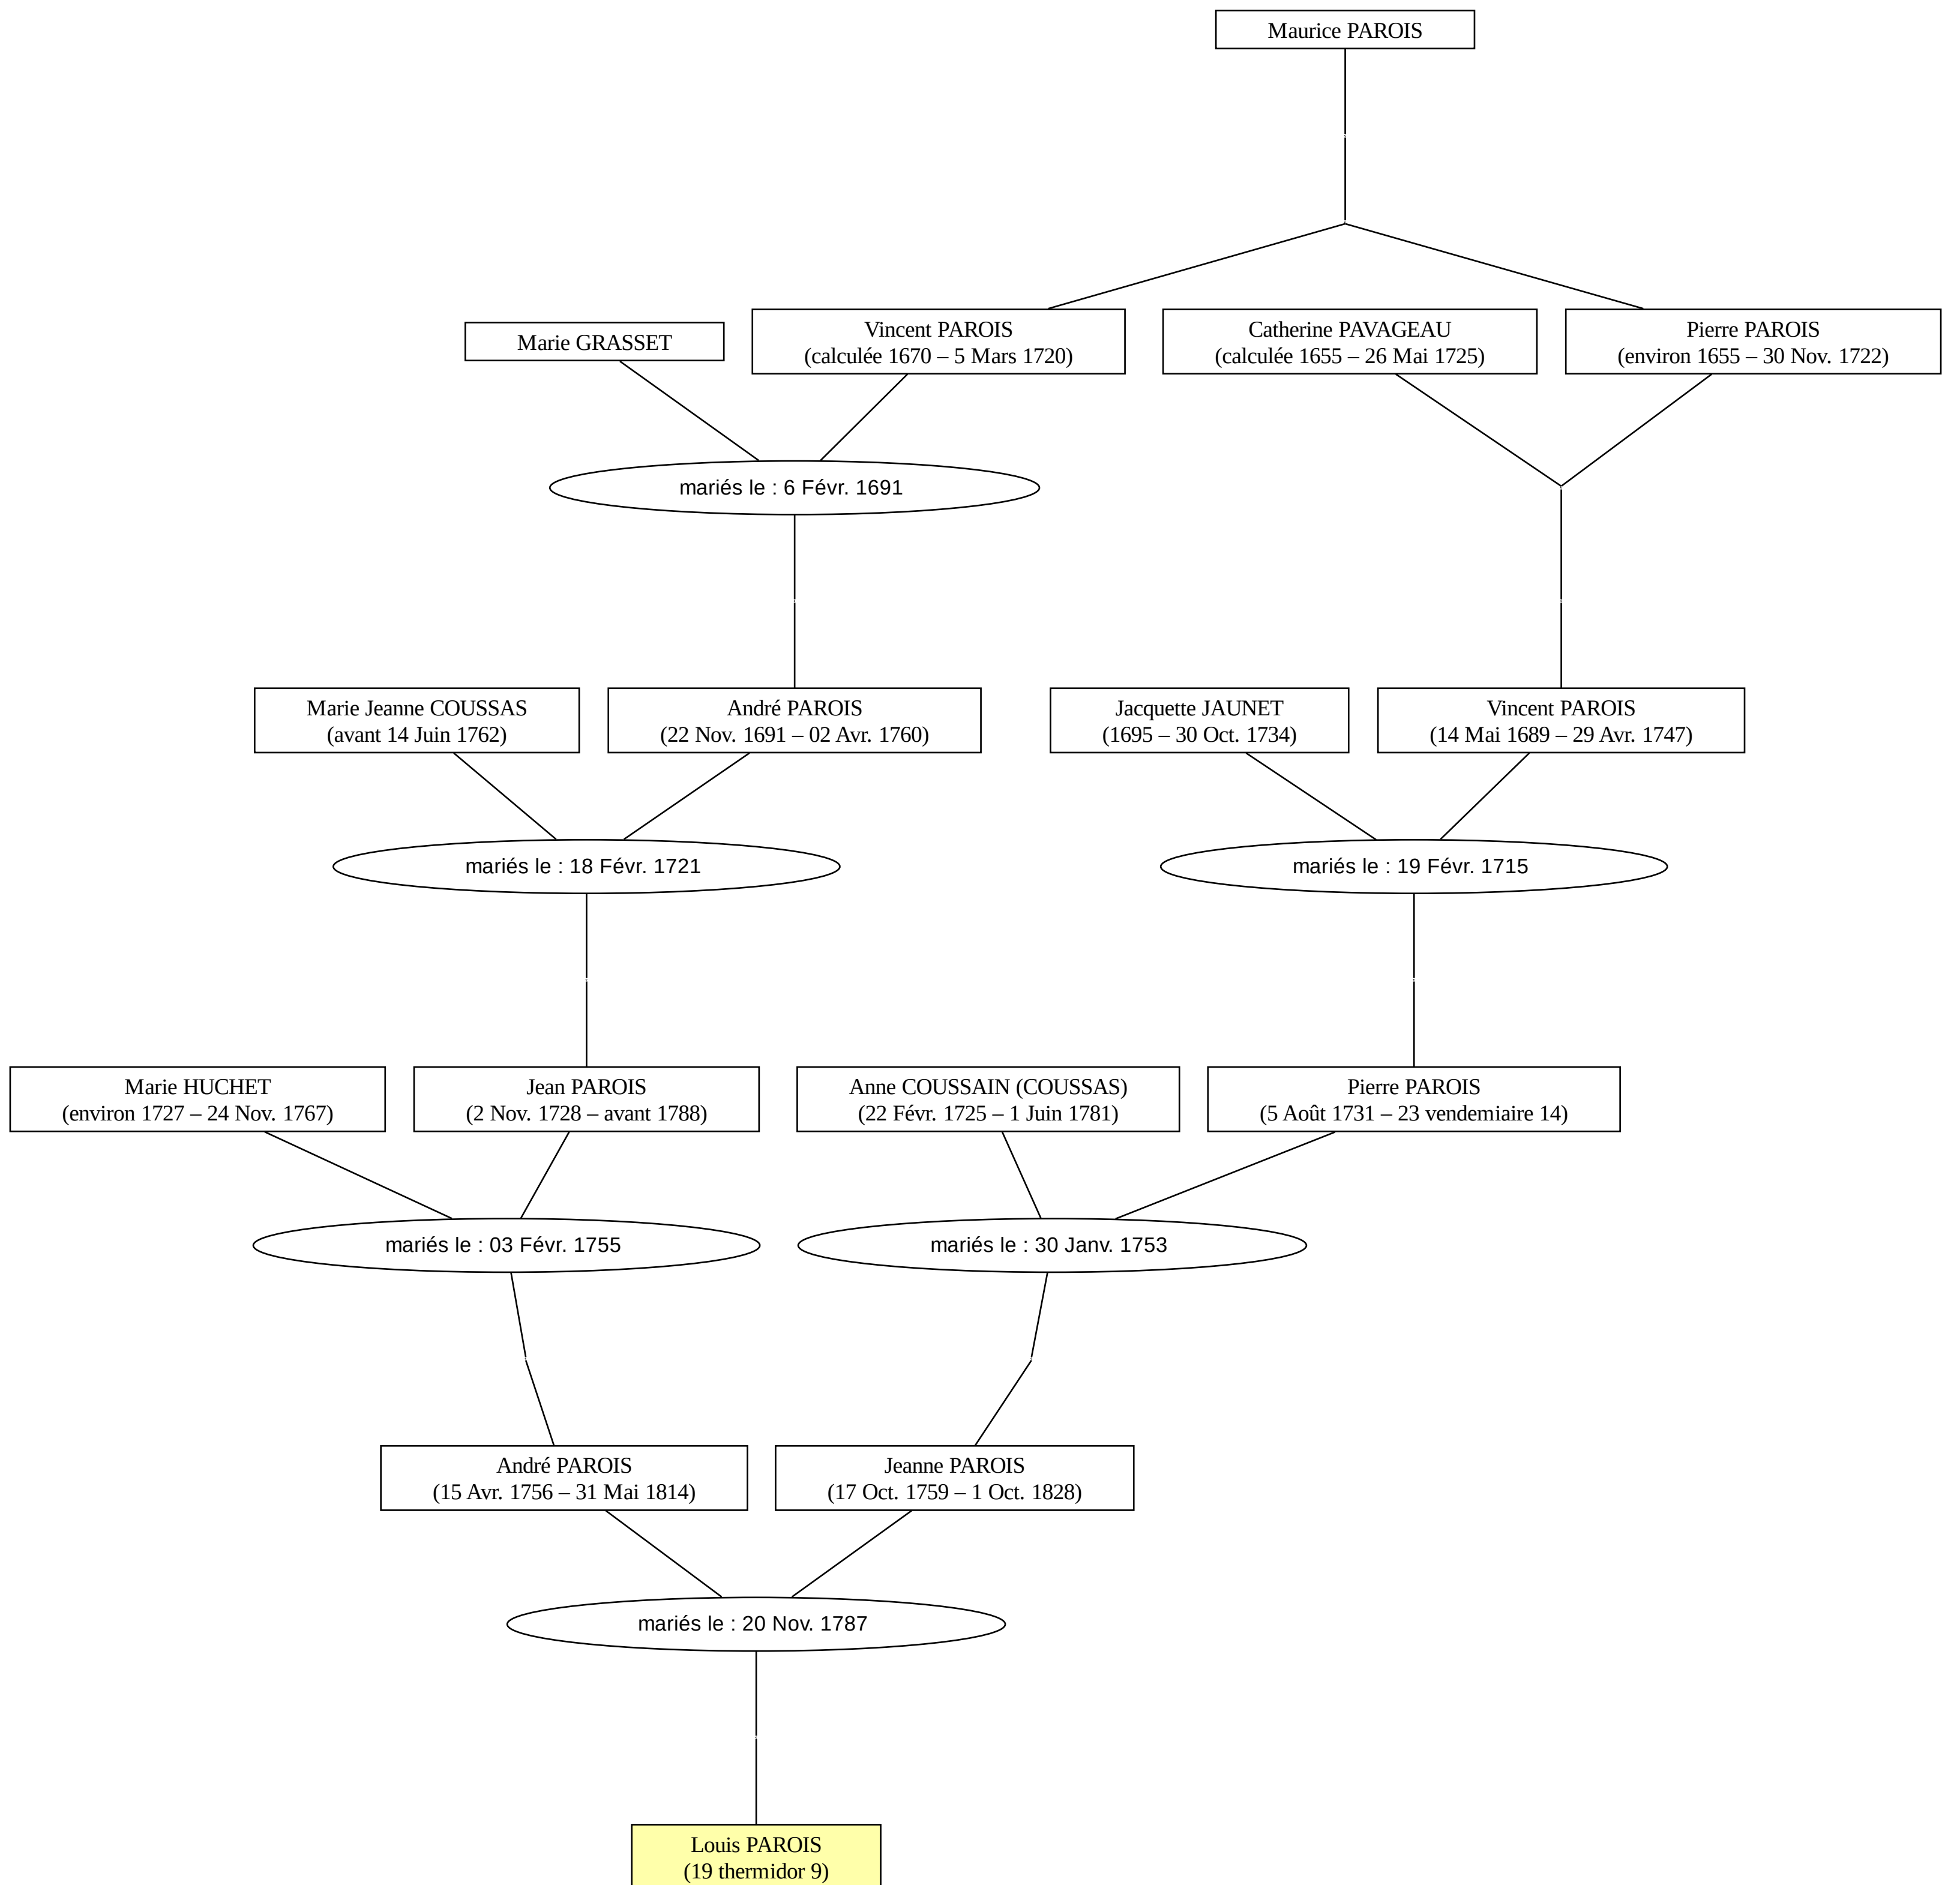 Maurice PAROIS
Marie GRASSET
Vincent PAROIS
(calculée 1670 – 5 Mars 1720)
Catherine PAVAGEAU
(calculée 1655 – 26 Mai 1725)
Pierre PAROIS
(environ 1655 – 30 Nov. 1722)
mariés le : 6 Févr. 1691
Marie Jeanne COUSSAS
(avant 14 Juin 1762)
André PAROIS
(22 Nov. 1691 – 02 Avr. 1760)
Jacquette JAUNET
(1695 – 30 Oct. 1734)
Vincent PAROIS
(14 Mai 1689 – 29 Avr. 1747)
mariés le : 18 Févr. 1721
mariés le : 19 Févr. 1715
Marie HUCHET
(environ 1727 – 24 Nov. 1767)
Jean PAROIS
(2 Nov. 1728 – avant 1788)
Anne COUSSAIN (COUSSAS)
(22 Févr. 1725 – 1 Juin 1781)
Pierre PAROIS
(5 Août 1731 – 23 vendemiaire 14)
mariés le : 03 Févr. 1755
mariés le : 30 Janv. 1753
André PAROIS
(15 Avr. 1756 – 31 Mai 1814)
Jeanne PAROIS
(17 Oct. 1759 – 1 Oct. 1828)
mariés le : 20 Nov. 1787
Louis PAROIS
(19 thermidor 9)